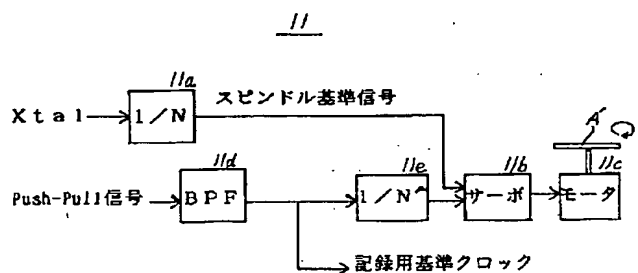 11
11a
Xtal
1/N
スピンドル基準信号
A'
11d
11e
11b
11c
Push-Pull信号
BPF
1/N^
サーボ
モータ
記録用基準クロック